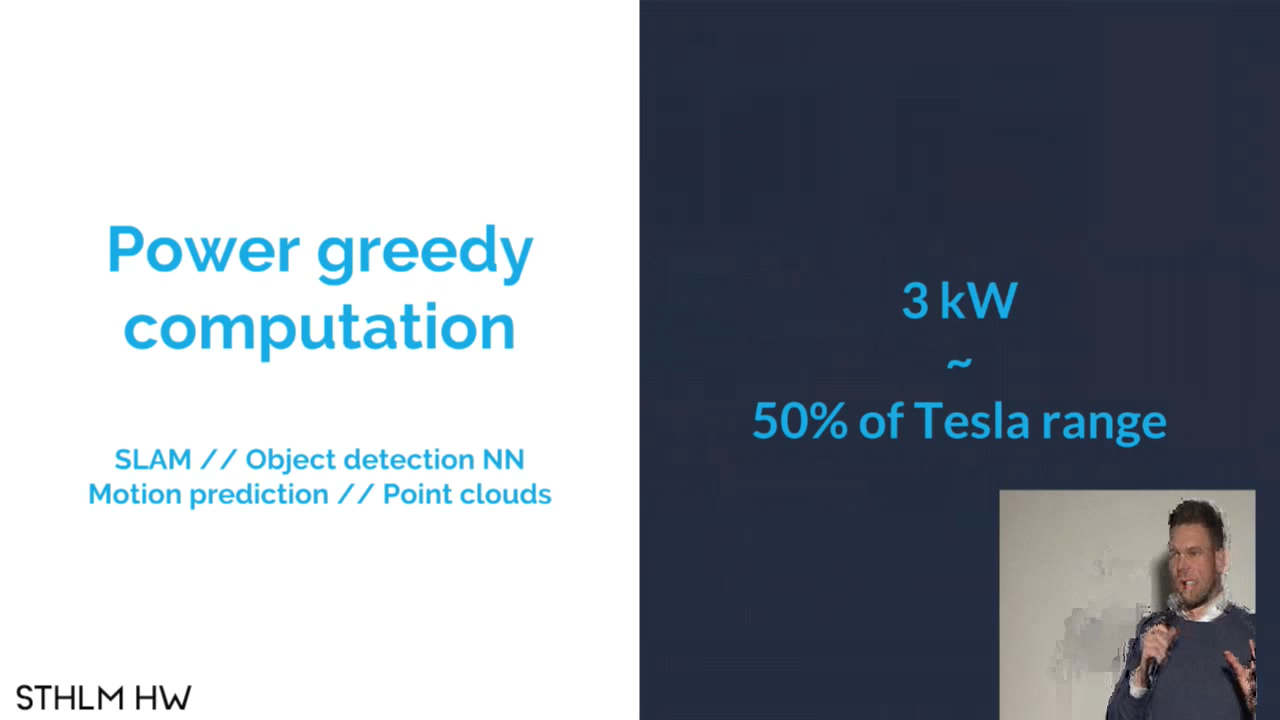 Power greedy
computation
SLAM // Object detection NN
Motion prediction // Point clouds
3 kW
~
50% of Tesla range
STHLM HW